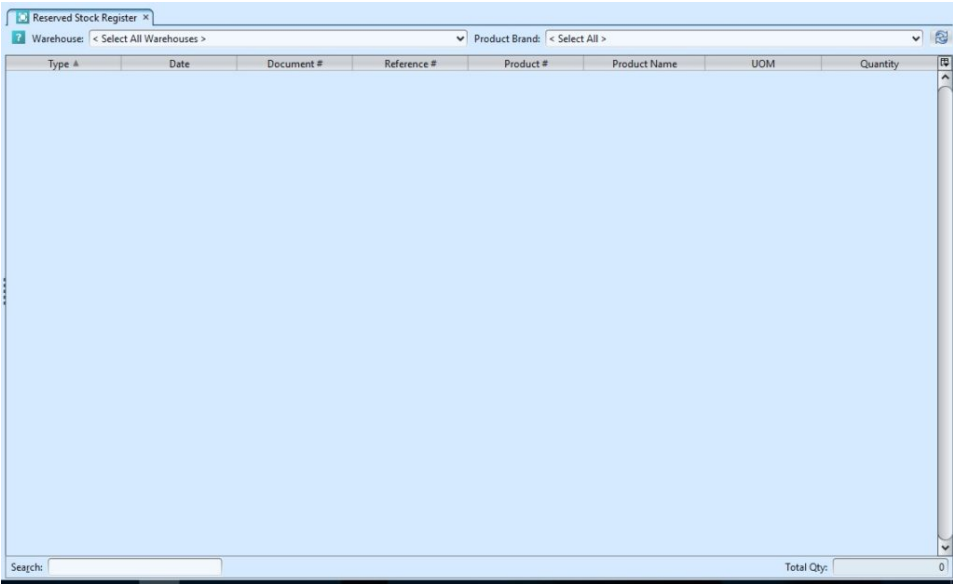 Reserved Stock Register
? Warehouse: < Select All Warehouses > Product Brand: < Select All >
Type Date Document # Reference # Product # Product Name UOM Quantity
Search: Total Qty: 0